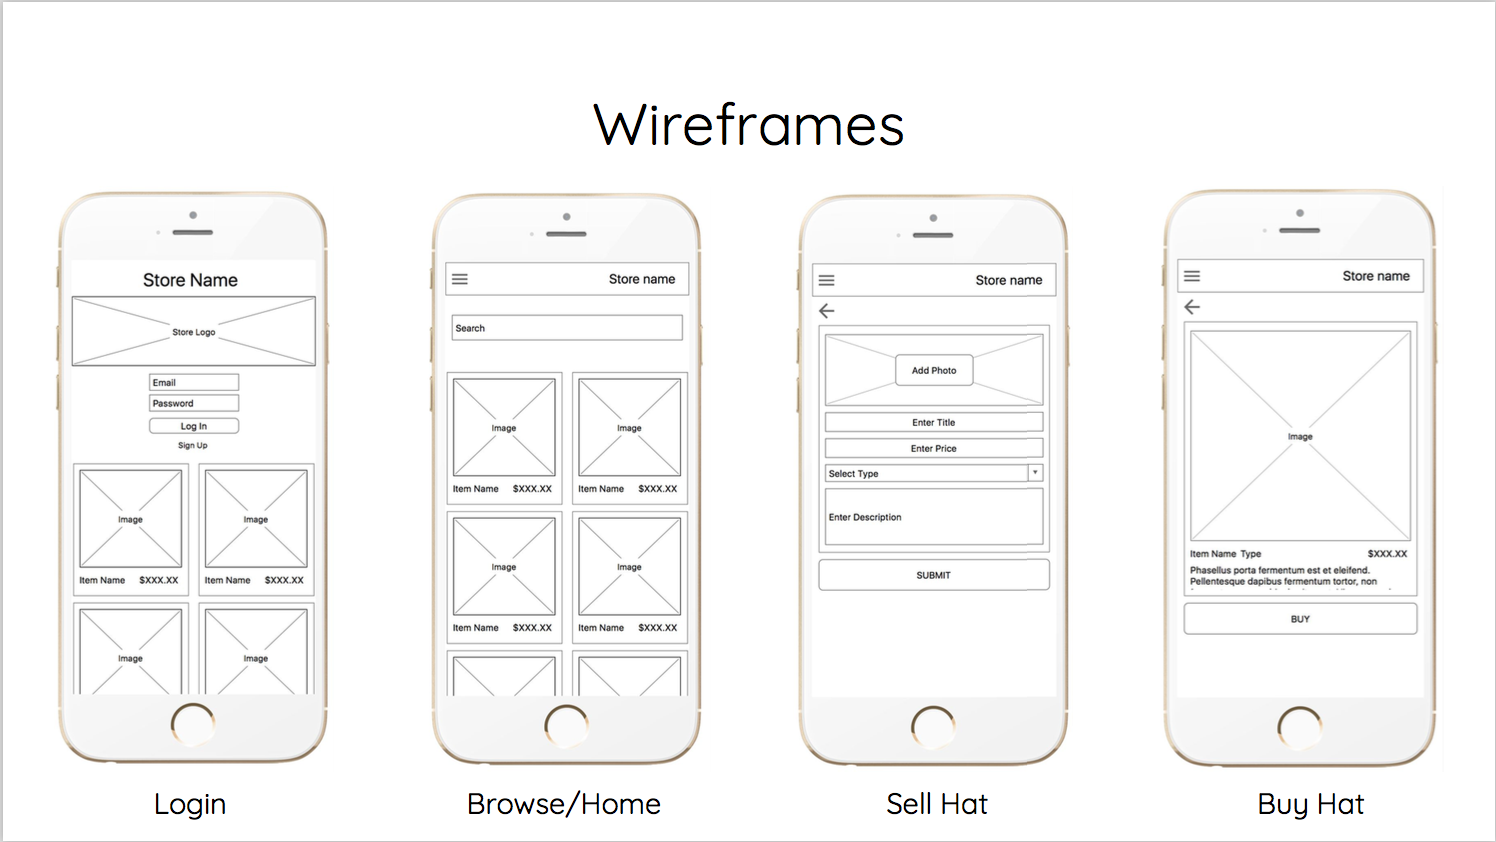 Wireframes
Store Name
Store Logo
Email
Password
Log In
Sign Up
Image
Image
Item Name $XXX.XX
Item Name $XXX.XX
Image
Image
Login
Store name
Search
Image
Image
Item Name $XXX.XX
Item Name $XXX.XX
Image
Image
Item Name $XXX.XX
Item Name $XXX.XX
Browse/Home
Store name
Add Photo
Enter Title
Enter Price
Select Type
Enter Description
SUBMIT
Sell Hat
Store name
Image
Item Name Type $XXX.XX
Phasellus porta fermentum est et eleifend.
Pellentesque dapibus fermentum tortor, non
BUY
Buy Hat